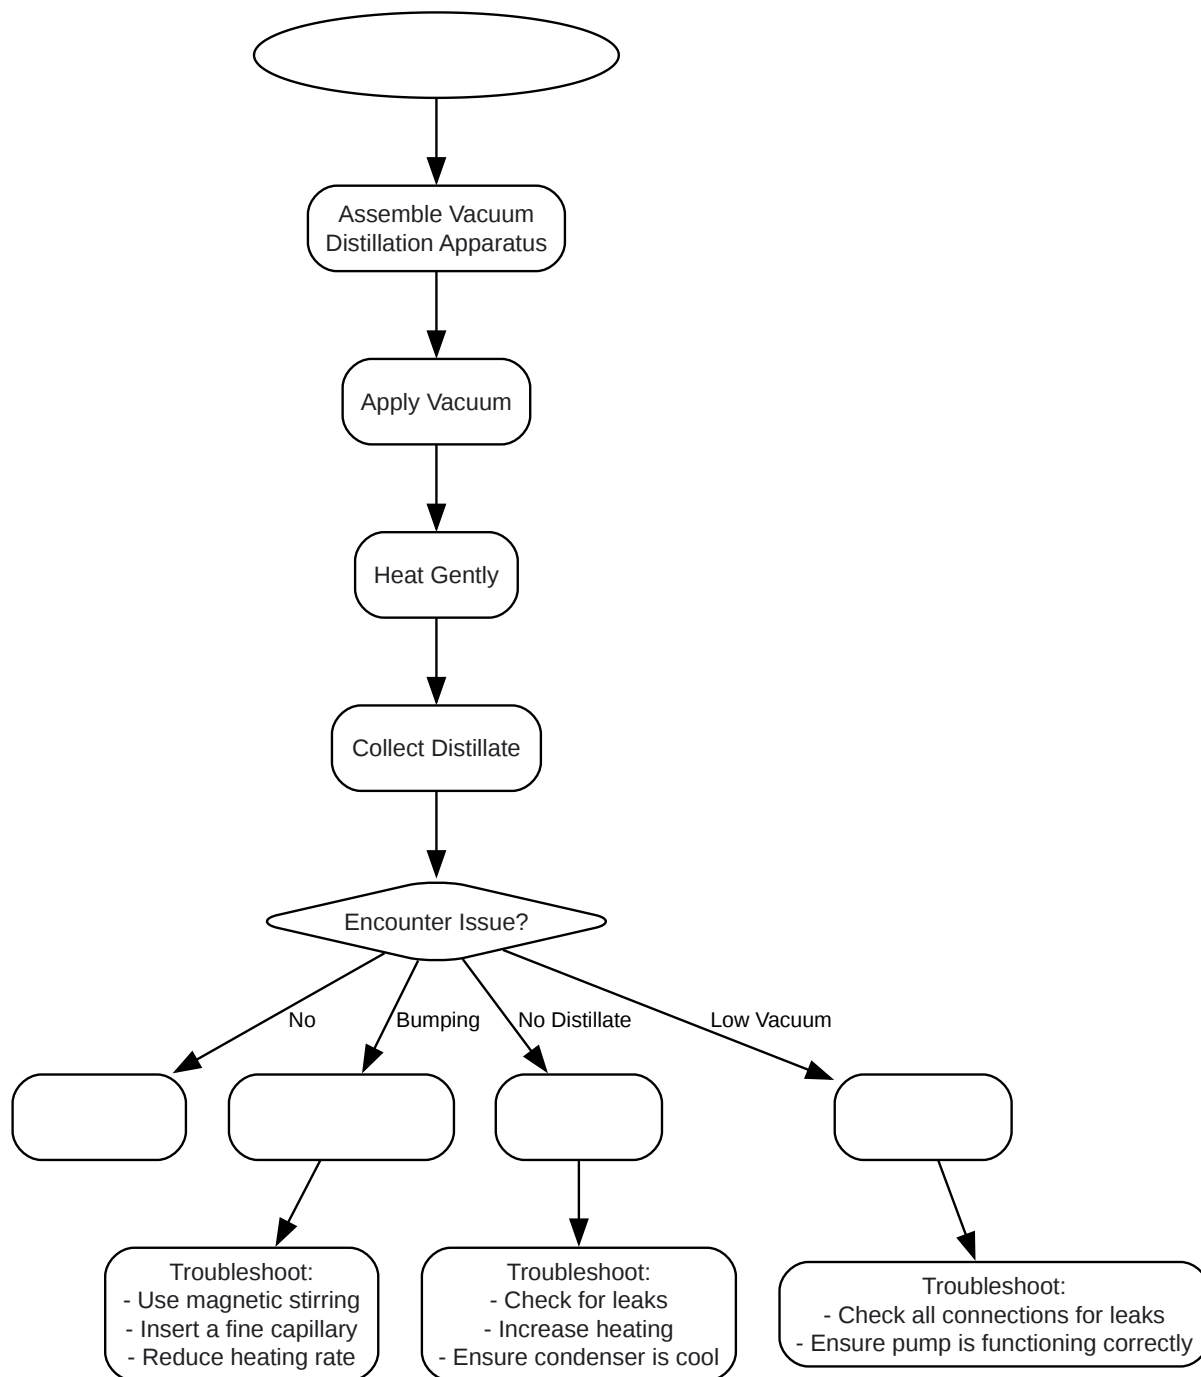 Assemble Vacuum
Distillation Apparatus
Apply Vacuum
Heat Gently
Collect Distillate
Encounter Issue?
No
Bumping
No Distillate
Low Vacuum
Troubleshoot:
- Use magnetic stirring
- Insert a fine capillary
- Reduce heating rate
Troubleshoot:
- Check for leaks
- Increase heating
- Ensure condenser is cool
Troubleshoot:
- Check all connections for leaks
- Ensure pump is functioning correctly